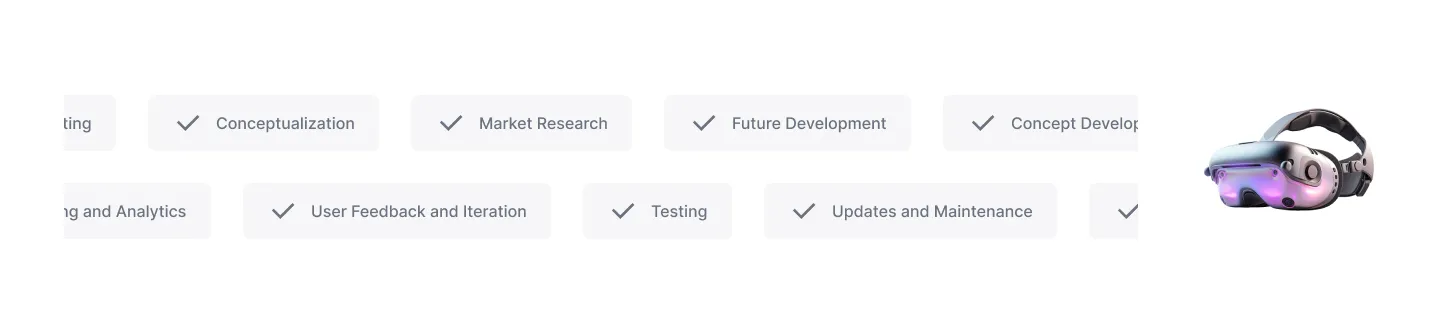 ting Conceptualization Market Research Future Development Concept Develop
ng and Analytics User Feedback and Iteration Testing Updates and Maintenance